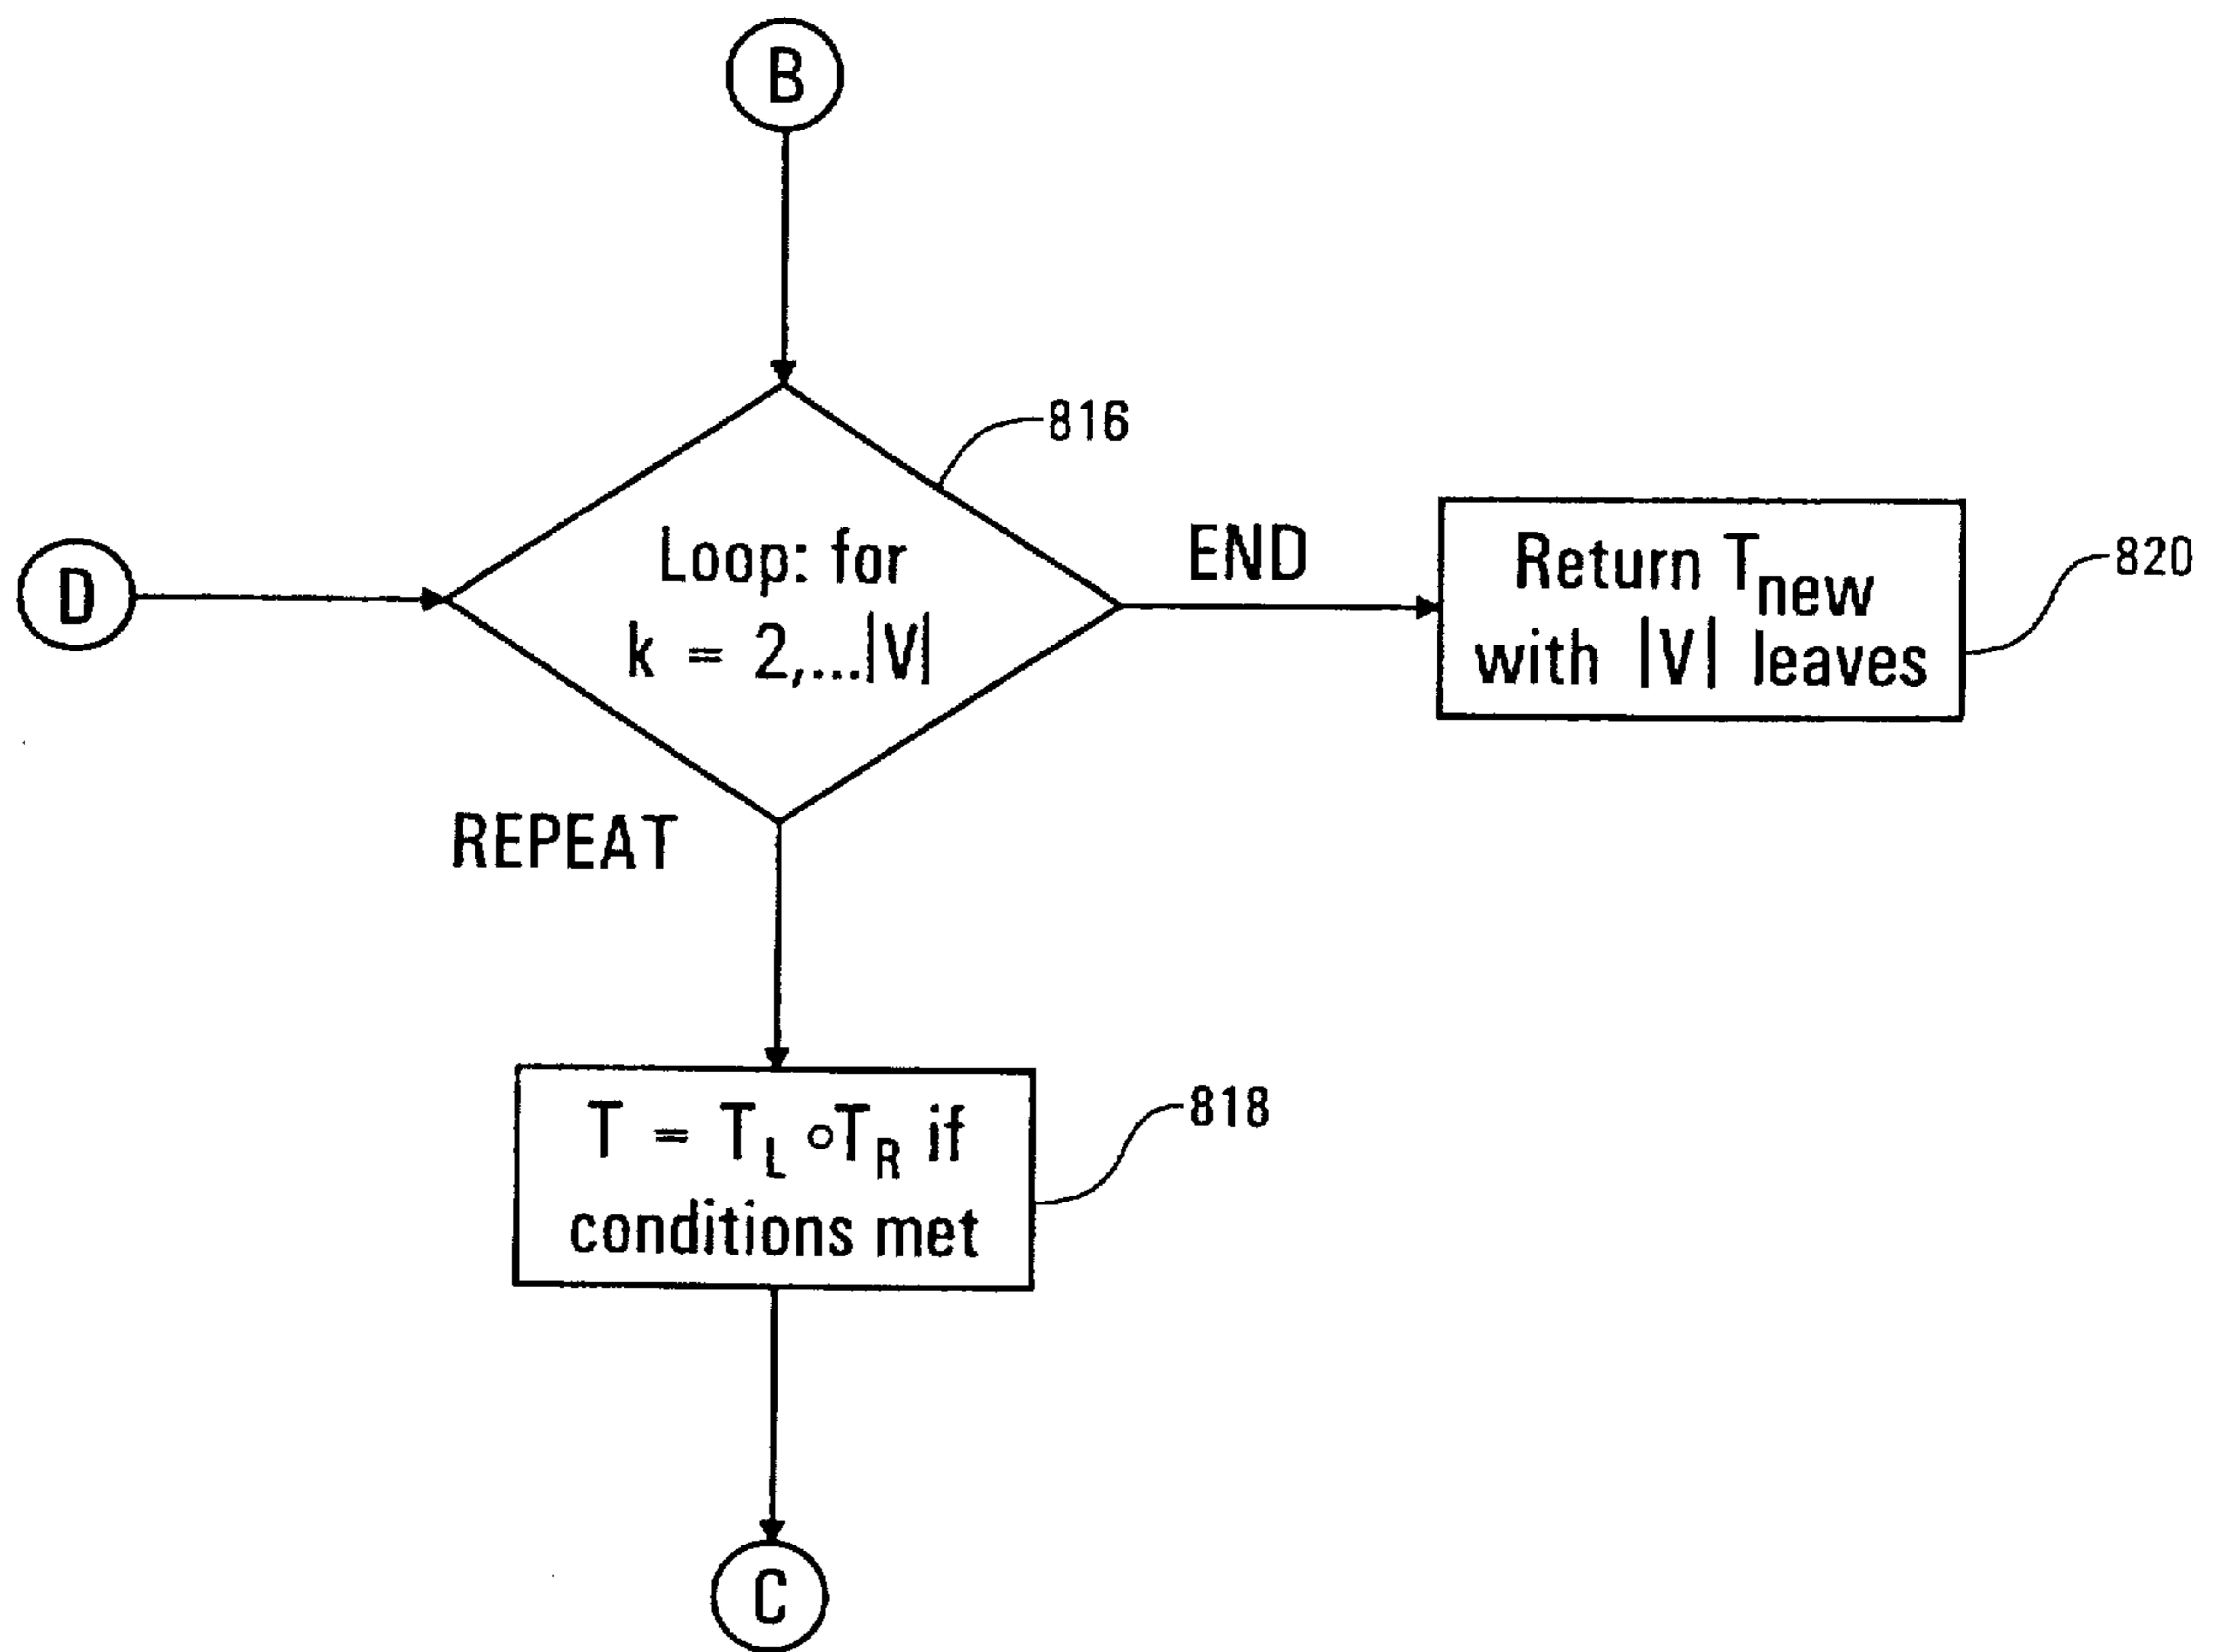 B
816
Loop: for
k = 2,...|V|
D
END
Return T_new
with |V| leaves
820
REPEAT
T = T_L ∘ T_R if
conditions met
818
C